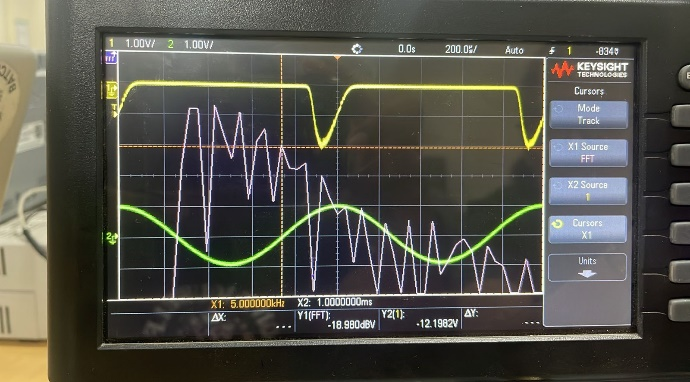 1 1.00V/ 2 1.00V/ 0.0s 200.0%/ Auto 1 -834
KEYSIGHT
TECHNOLOGIES
Cursors
Mode
Track
X1 Source
FFT
X2 Source
1
Cursors
X1
Units
2
X1: 5.000000kHz X2: 1.0000000ms
ΔX: Y1(FFT): Y2(1): ΔY:
--- -18.980dBV -12.1982V ---